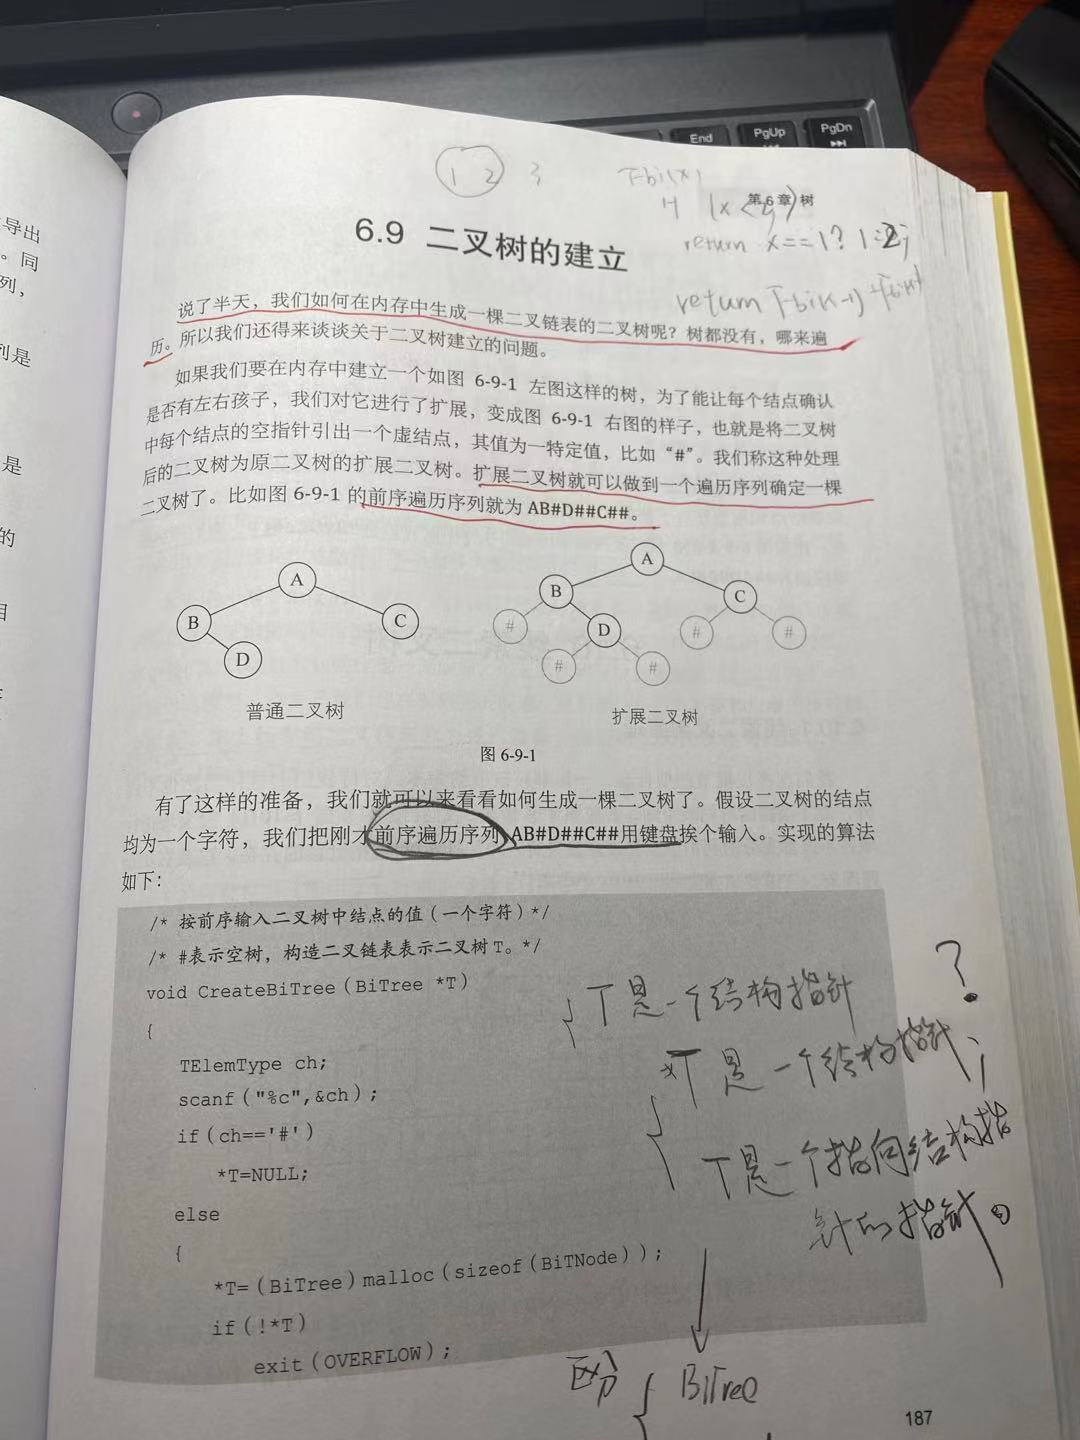 End
PgUp
PgDn
导出
。同
列,
列是
是
的
1 2 3
第6章 树
return x==1? 1:2;
6.9 二叉树的建立
说了半天，我们如何在内存中生成一棵二叉链表的二叉树呢？树都没有，哪来遍
历。所以我们还得来谈谈关于二叉树建立的问题。
如果我们要在内存中建立一个如图 6-9-1 左图这样的树，为了能让每个结点确认
是否有左右孩子，我们对它进行了扩展，变成图 6-9-1 右图的样子，也就是将二叉树
中每个结点的空指针引出一个虚结点，其值为一特定值，比如“#”。我们称这种处理
后的二叉树为原二叉树的扩展二叉树。扩展二叉树就可以做到一个遍历序列确定一棵
二叉树了。比如图 6-9-1 的前序遍历序列就为 AB#D##C##。
A
B
C
D
A
B
C
#
D
#
#
#
#
普通二叉树
扩展二叉树
图 6-9-1
有了这样的准备，我们就可以来看看如何生成一棵二叉树了。假设二叉树的结点
均为一个字符，我们把刚才前序遍历序列 AB#D##C##用键盘挨个输入。实现的算法
如下：
/* 按前序输入二叉树中结点的值（一个字符）*/
/* #表示空树，构造二叉链表表示二叉树T。*/
void CreateBiTree(BiTree *T)
{
TElemType ch;
scanf("%c",&ch);
if(ch=='#')
*T=NULL;
else
{
*T=(BiTree)malloc(sizeof(BiTNode));
if(!*T)
exit(OVERFLOW);
T是一个结构指针
?
*T是一个结构指针;
T是一个指向结构指
针的指针。
区分
BiTree
187